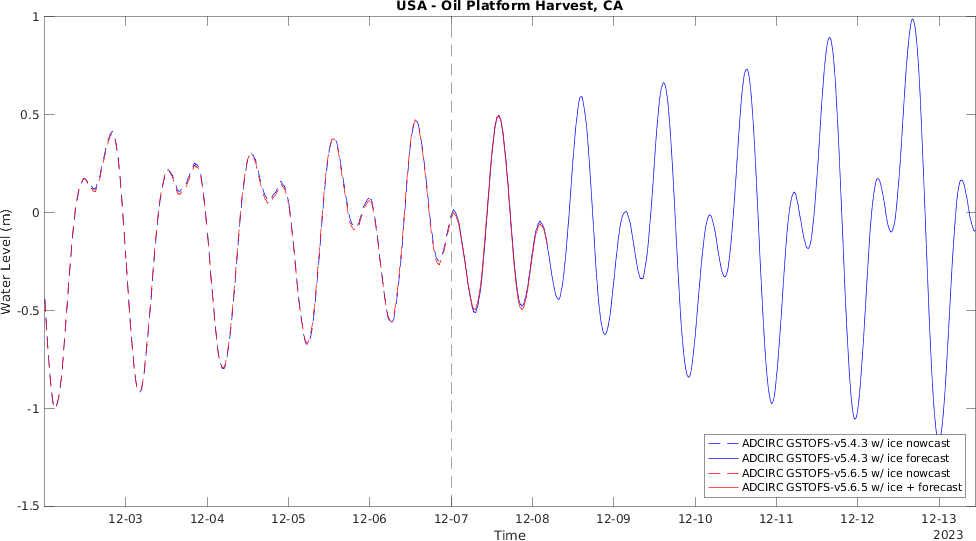 USA - Oil Platform Harvest, CA
1
0.5
0
-0.5
-1
-1.5
Water Level (m)
ADCIRC GSTOFS-v5.4.3 w/ ice nowcast
ADCIRC GSTOFS-v5.4.3 w/ ice forecast
ADCIRC GSTOFS-v5.6.5 w/ ice nowcast
ADCIRC GSTOFS-v5.6.5 w/ ice + forecast
12-03 12-04 12-05 12-06 12-07 12-08 12-09 12-10 12-11 12-12 12-13
Time
2023